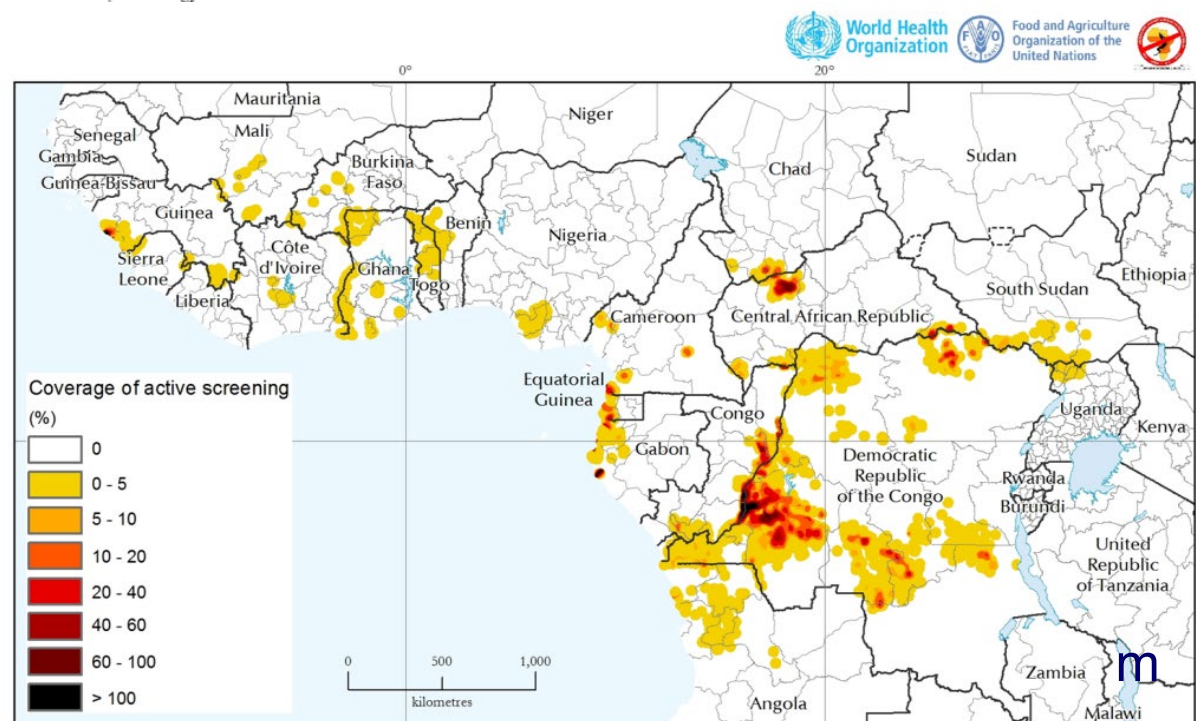 World Health
Organization
F A O
FIAT PANIS
Food and Agriculture
Organization of the
United Nations
0°
20°
Mauritania
Niger
Mali
Senegal
Sudan
Gambia
Burkina
Faso
Chad
Guinea-Bissau
Guinea
Benin
Nigeria
Côte
d'Ivoire
Sierra
Leone
Ghana
Togo
Ethiopia
South Sudan
Liberia
Cameroon
Central African Republic
Equatorial
Guinea
Congo
Uganda
Kenya
Gabon
Democratic
Republic
of the Congo
Rwanda
Burundi
United
Republic
of Tanzania
Zambia
m
Angola
Malawi
Coverage of active screening
(%)
0
0 - 5
5 - 10
10 - 20
20 - 40
40 - 60
60 - 100
> 100
0 500 1,000
kilometres